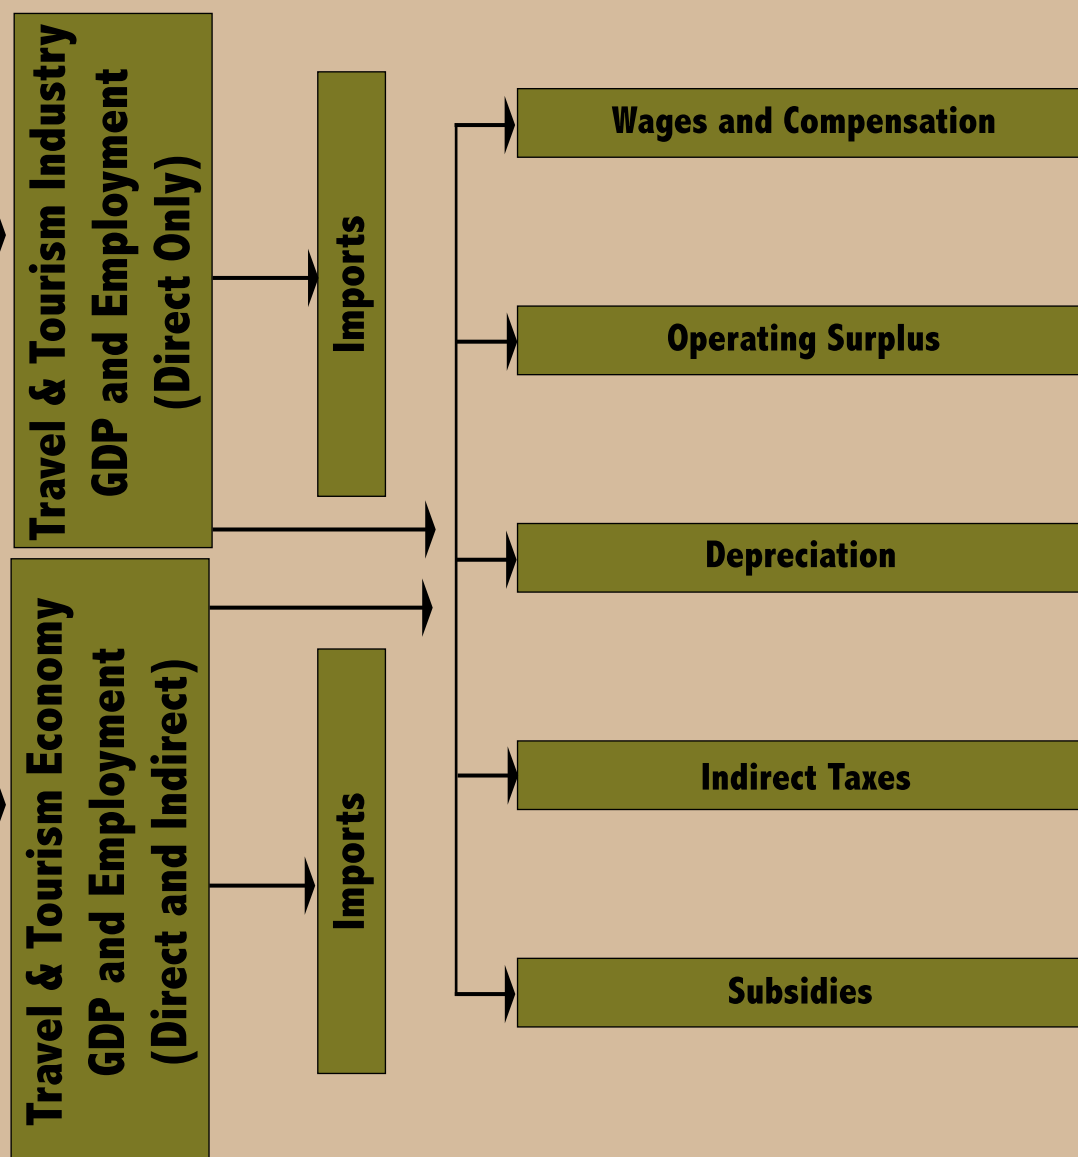 Travel & Tourism Industry
GDP and Employment
(Direct Only)
Imports
Travel & Tourism Economy
GDP and Employment
(Direct and Indirect)
Imports
Wages and Compensation
Operating Surplus
Depreciation
Indirect Taxes
Subsidies